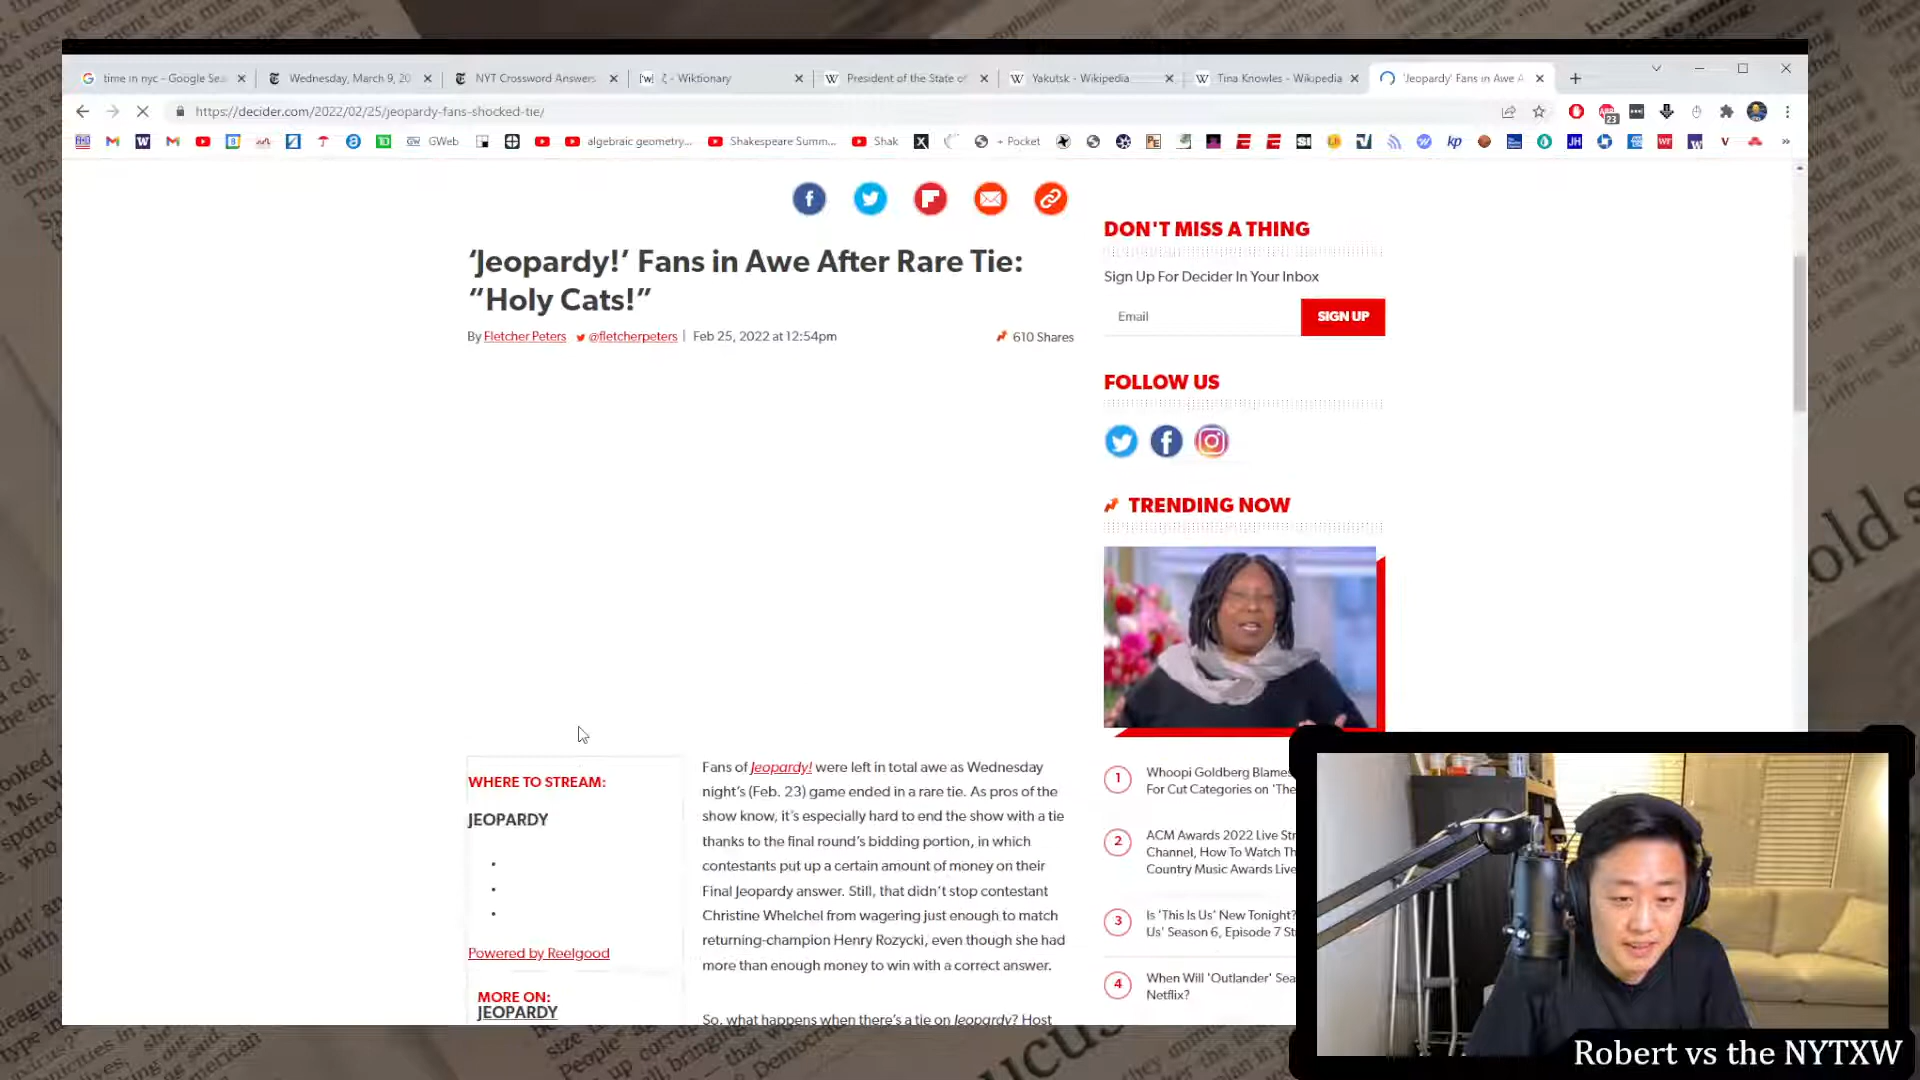 time in nyc - Google Sea
Wednesday, March 9, 20
NYT Crossword Answers
[w] ζ - Wiktionary
President of the State of
Yakutsk - Wikipedia
Tina Knowles - Wikipedia
'Jeopardy' Fans in Awe A
https://decider.com/2022/02/25/jeopardy-fans-shocked-tie/
23
GWeb
algebraic geometry...
Shakespeare Summ...
Shak
+ Pocket
kp
JH
‘Jeopardy!’ Fans in Awe After Rare Tie:
“Holy Cats!”
By Fletcher Peters @fletcherpeters | Feb 25, 2022 at 12:54pm
610 Shares
DON'T MISS A THING
Sign Up For Decider In Your Inbox
Email
SIGN UP
FOLLOW US
TRENDING NOW
WHERE TO STREAM:
JEOPARDY
Powered by Reelgood
MORE ON:
JEOPARDY
Fans of Jeopardy! were left in total awe as Wednesday
night's (Feb. 23) game ended in a rare tie. As pros of the
show know, it's especially hard to end the show with a tie
thanks to the final round's bidding portion, in which
contestants put up a certain amount of money on their
Final Jeopardy answer. Still, that didn't stop contestant
Christine Whelchel from wagering just enough to match
returning-champion Henry Rozycki, even though she had
more than enough money to win with a correct answer.
So, what happens when there's a tie on Jeopardy? Host
1
Whoopi Goldberg Blames
For Cut Categories on 'The
2
ACM Awards 2022 Live Str
Channel, How To Watch Th
Country Music Awards Live
3
Is 'This Is Us' New Tonight?
Us' Season 6, Episode 7 St
4
When Will 'Outlander' Sea
Netflix?
Robert vs the NYTXW